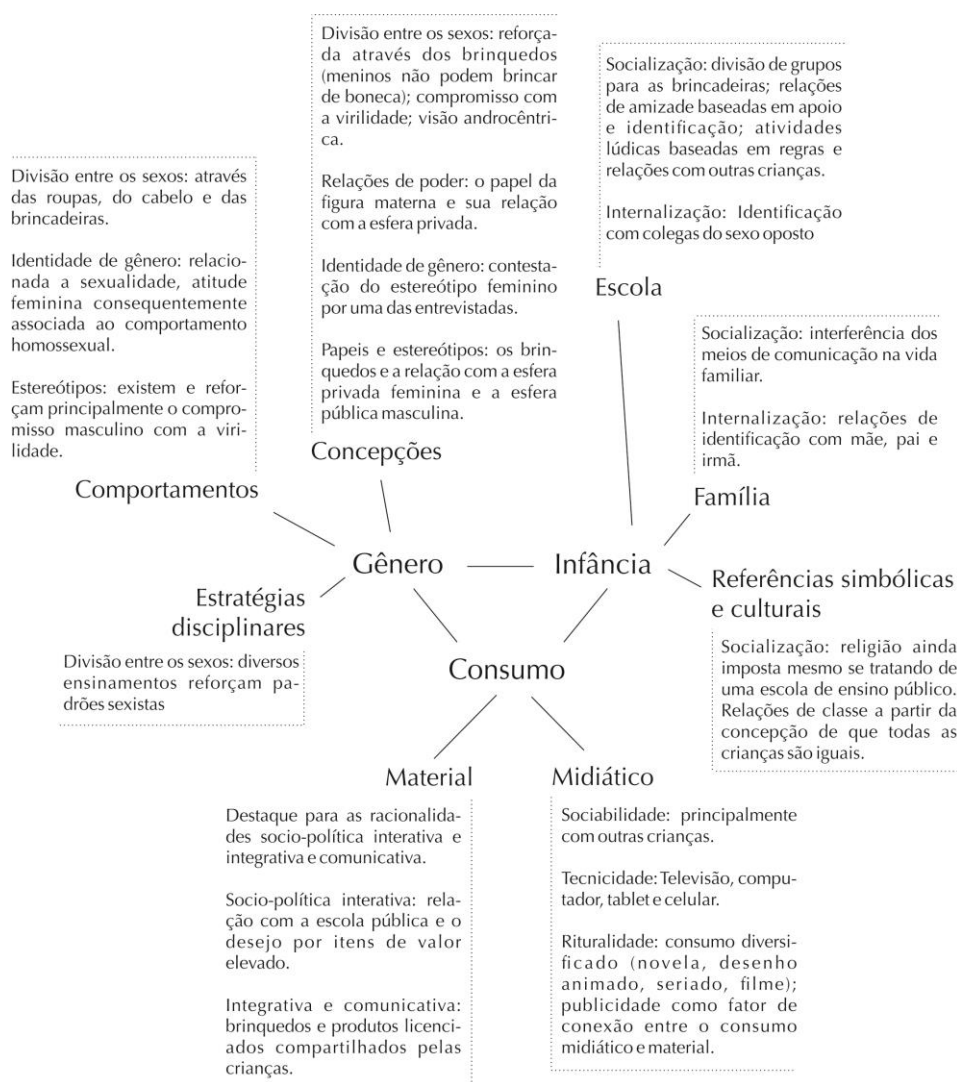 Divisão entre os sexos: reforça-
da através dos brinquedos
(meninos não podem brincar
de boneca); compromisso com
a virilidade; visão androcêntri-
ca.
Relações de poder: o papel da
figura materna e sua relação
com a esfera privada.
Identidade de gênero: contesta-
ção do estereótipo feminino
por uma das entrevistadas.
Papeis e estereótipos: os brin-
quedos e a relação com a esfera
privada feminina e a esfera
pública masculina.
Concepções
Socialização: divisão de grupos
para as brincadeiras; relações
de amizade baseadas em apoio
e identificação; atividades
lúdicas baseadas em regras e
relações com outras crianças.
Internalização: Identificação
com colegas do sexo oposto
Escola
Divisão entre os sexos: através
das roupas, do cabelo e das
brincadeiras.
Identidade de gênero: relacio-
nada a sexualidade, atitude
feminina consequentemente
associada ao comportamento
homossexual.
Estereótipos: existem e refor-
çam principalmente o compro-
misso masculino com a viri-
lidade.
Comportamentos
Socialização: interferência dos
meios de comunicação na vida
familiar.
Internalização: relações de
identificação com mãe, pai e
irmã.
Família
Gênero
Infância
Estratégias
disciplinares
Divisão entre os sexos: diversos
ensinamentos reforçam pa-
drões sexistas
Referências simbólicas
e culturais
Socialização: religião ainda
imposta mesmo se tratando de
uma escola de ensino público.
Relações de classe a partir da
concepção de que todas as
crianças são iguais.
Consumo
Material
Destaque para as racionalida-
des socio-política interativa e
integrativa e comunicativa.
Socio-política interativa: rela-
ção com a escola pública e o
desejo por itens de valor
elevado.
Integrativa e comunicativa:
brinquedos e produtos licenci-
ados compartilhados pelas
crianças.
Midiático
Sociabilidade: principalmente
com outras crianças.
Tecnicidade: Televisão, compu-
tador, tablet e celular.
Rituralidade: consumo diversi-
ficado (novela, desenho
animado, seriado, filme);
publicidade como fator de
conexão entre o consumo
midiático e material.